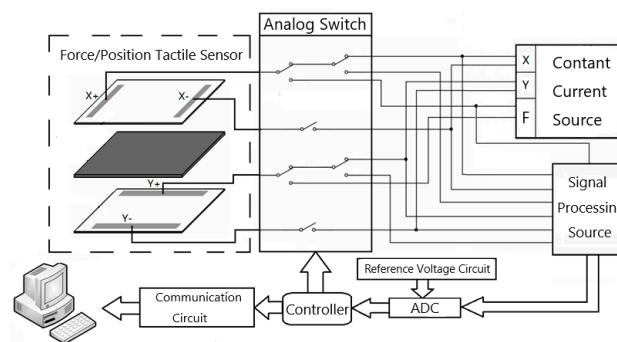 Analog Switch
Force/Position Tactile Sensor
X+
X-
Y+
Y-
X
Y
F
Contant
Current
Source
Signal
Processin
Source
Reference Voltage Circuit
Communication
Circuit
Controller
ADC